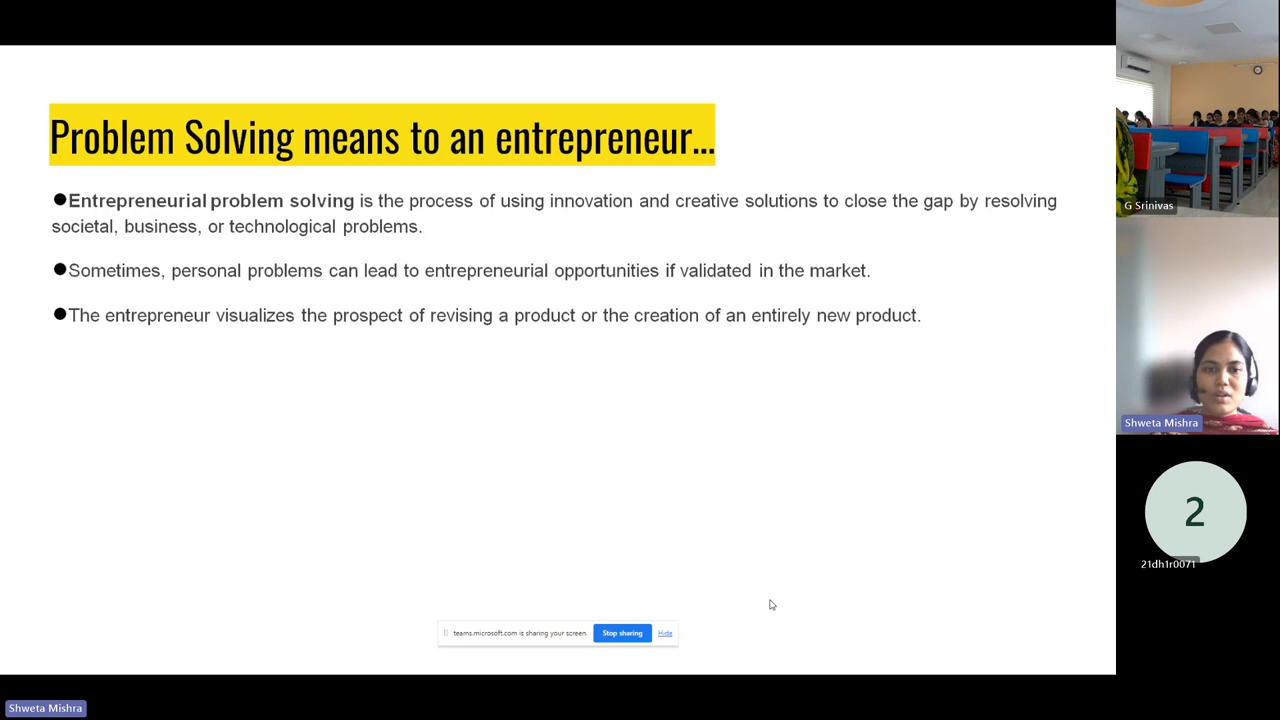 Problem Solving means to an entrepreneur...
●Entrepreneurial problem solving is the process of using innovation and creative solutions to close the gap by resolving
societal, business, or technological problems.
●Sometimes, personal problems can lead to entrepreneurial opportunities if validated in the market.
●The entrepreneur visualizes the prospect of revising a product or the creation of an entirely new product.
teams.microsoft.com is sharing your screen. Stop sharing Hide
G Srinivas
Shweta Mishra
2
21dh1r0071
Shweta Mishra